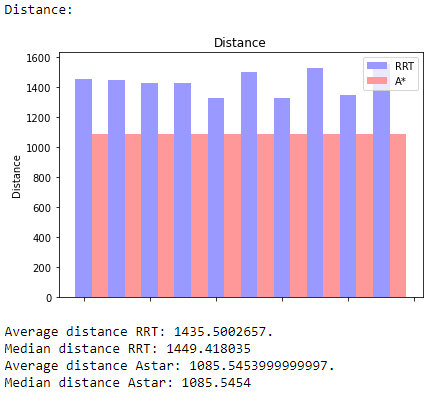 Distance:
Distance
1600
1400
1200
1000
800
600
400
200
0
Distance
RRT
A*
Average distance RRT: 1435.5002657.
Median distance RRT: 1449.418035
Average distance Astar: 1085.5453999999997.
Median distance Astar: 1085.5454